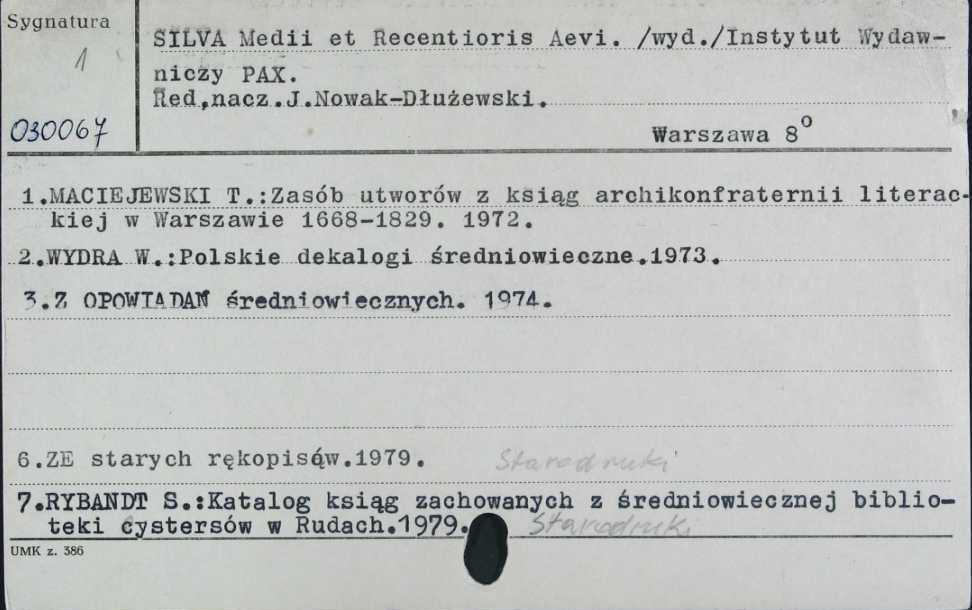 Sygnatura
1
030067
SILVA Medii et Recentioris Aevi. /wyd./Instytut Wydaw-
niczy PAX.
Red,nacz.J.Nowak-Dłużewski.
Warszawa 8o
1.MACIEJEWSKI T.:Zasób utworów z ksiąg archikonfraternii literac-
kiej w Warszawie 1668-1829. 1972.
2.WYDRA W.:Polskie dekalogi średniowieczne.1973.
3.Z OPOWIADAŃ średniowiecznych. 1974.
6.ZE starych rękopisów.1979. Starodruki
7.RYBANDT S.:Katalog ksiąg zachowanych z średniowiecznej biblio-
teki cystersów w Rudach.1979. Starodruki
UMK z. 386